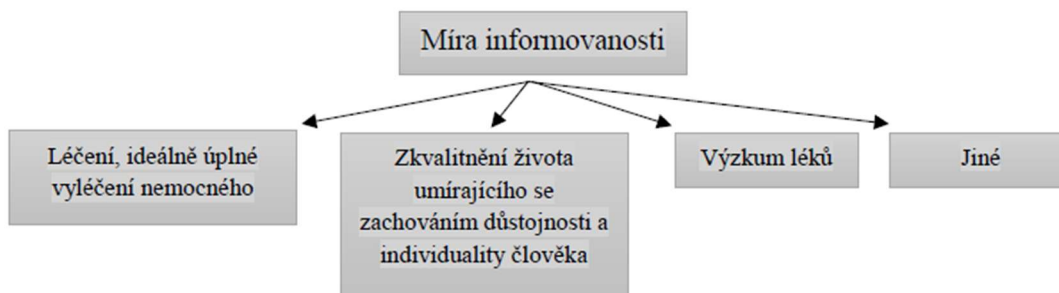 Míra informovanosti
Léčení, ideálně úplné
vyléčení nemocného
Zkvalitnění života
umírajícího se
zachováním důstojnosti a
individuality člověka
Výzkum léků
Jiné